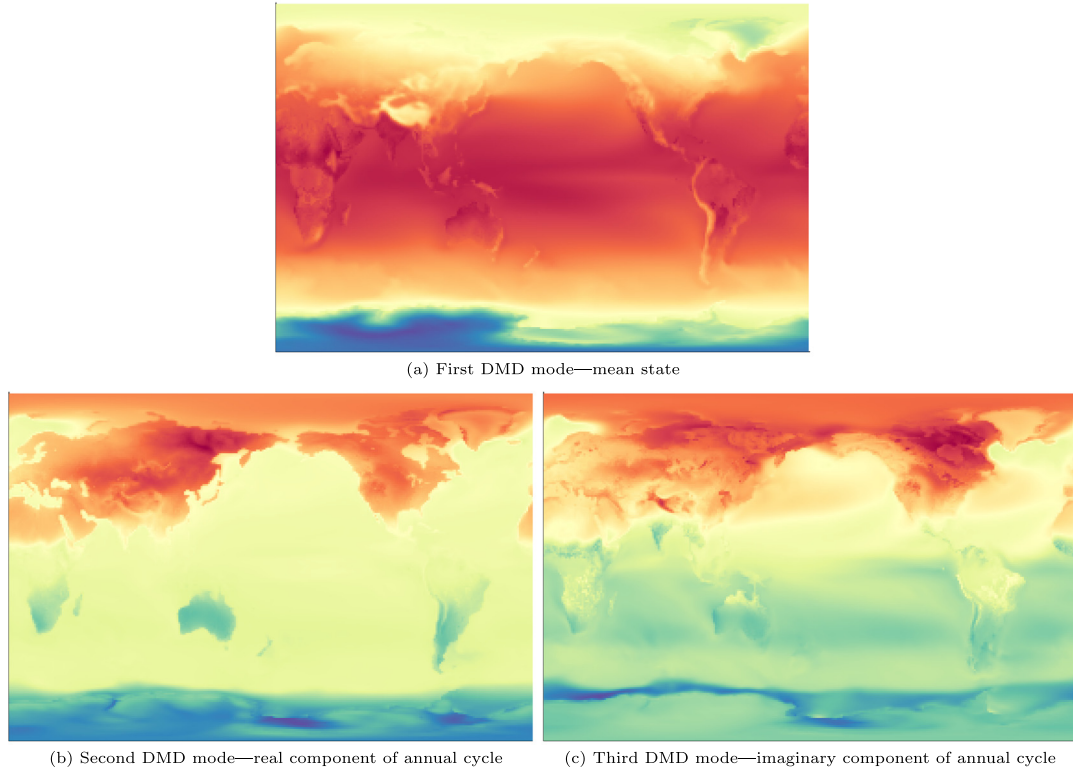 (a) First DMD mode—mean state
(b) Second DMD mode—real component of annual cycle
(c) Third DMD mode—imaginary component of annual cycle